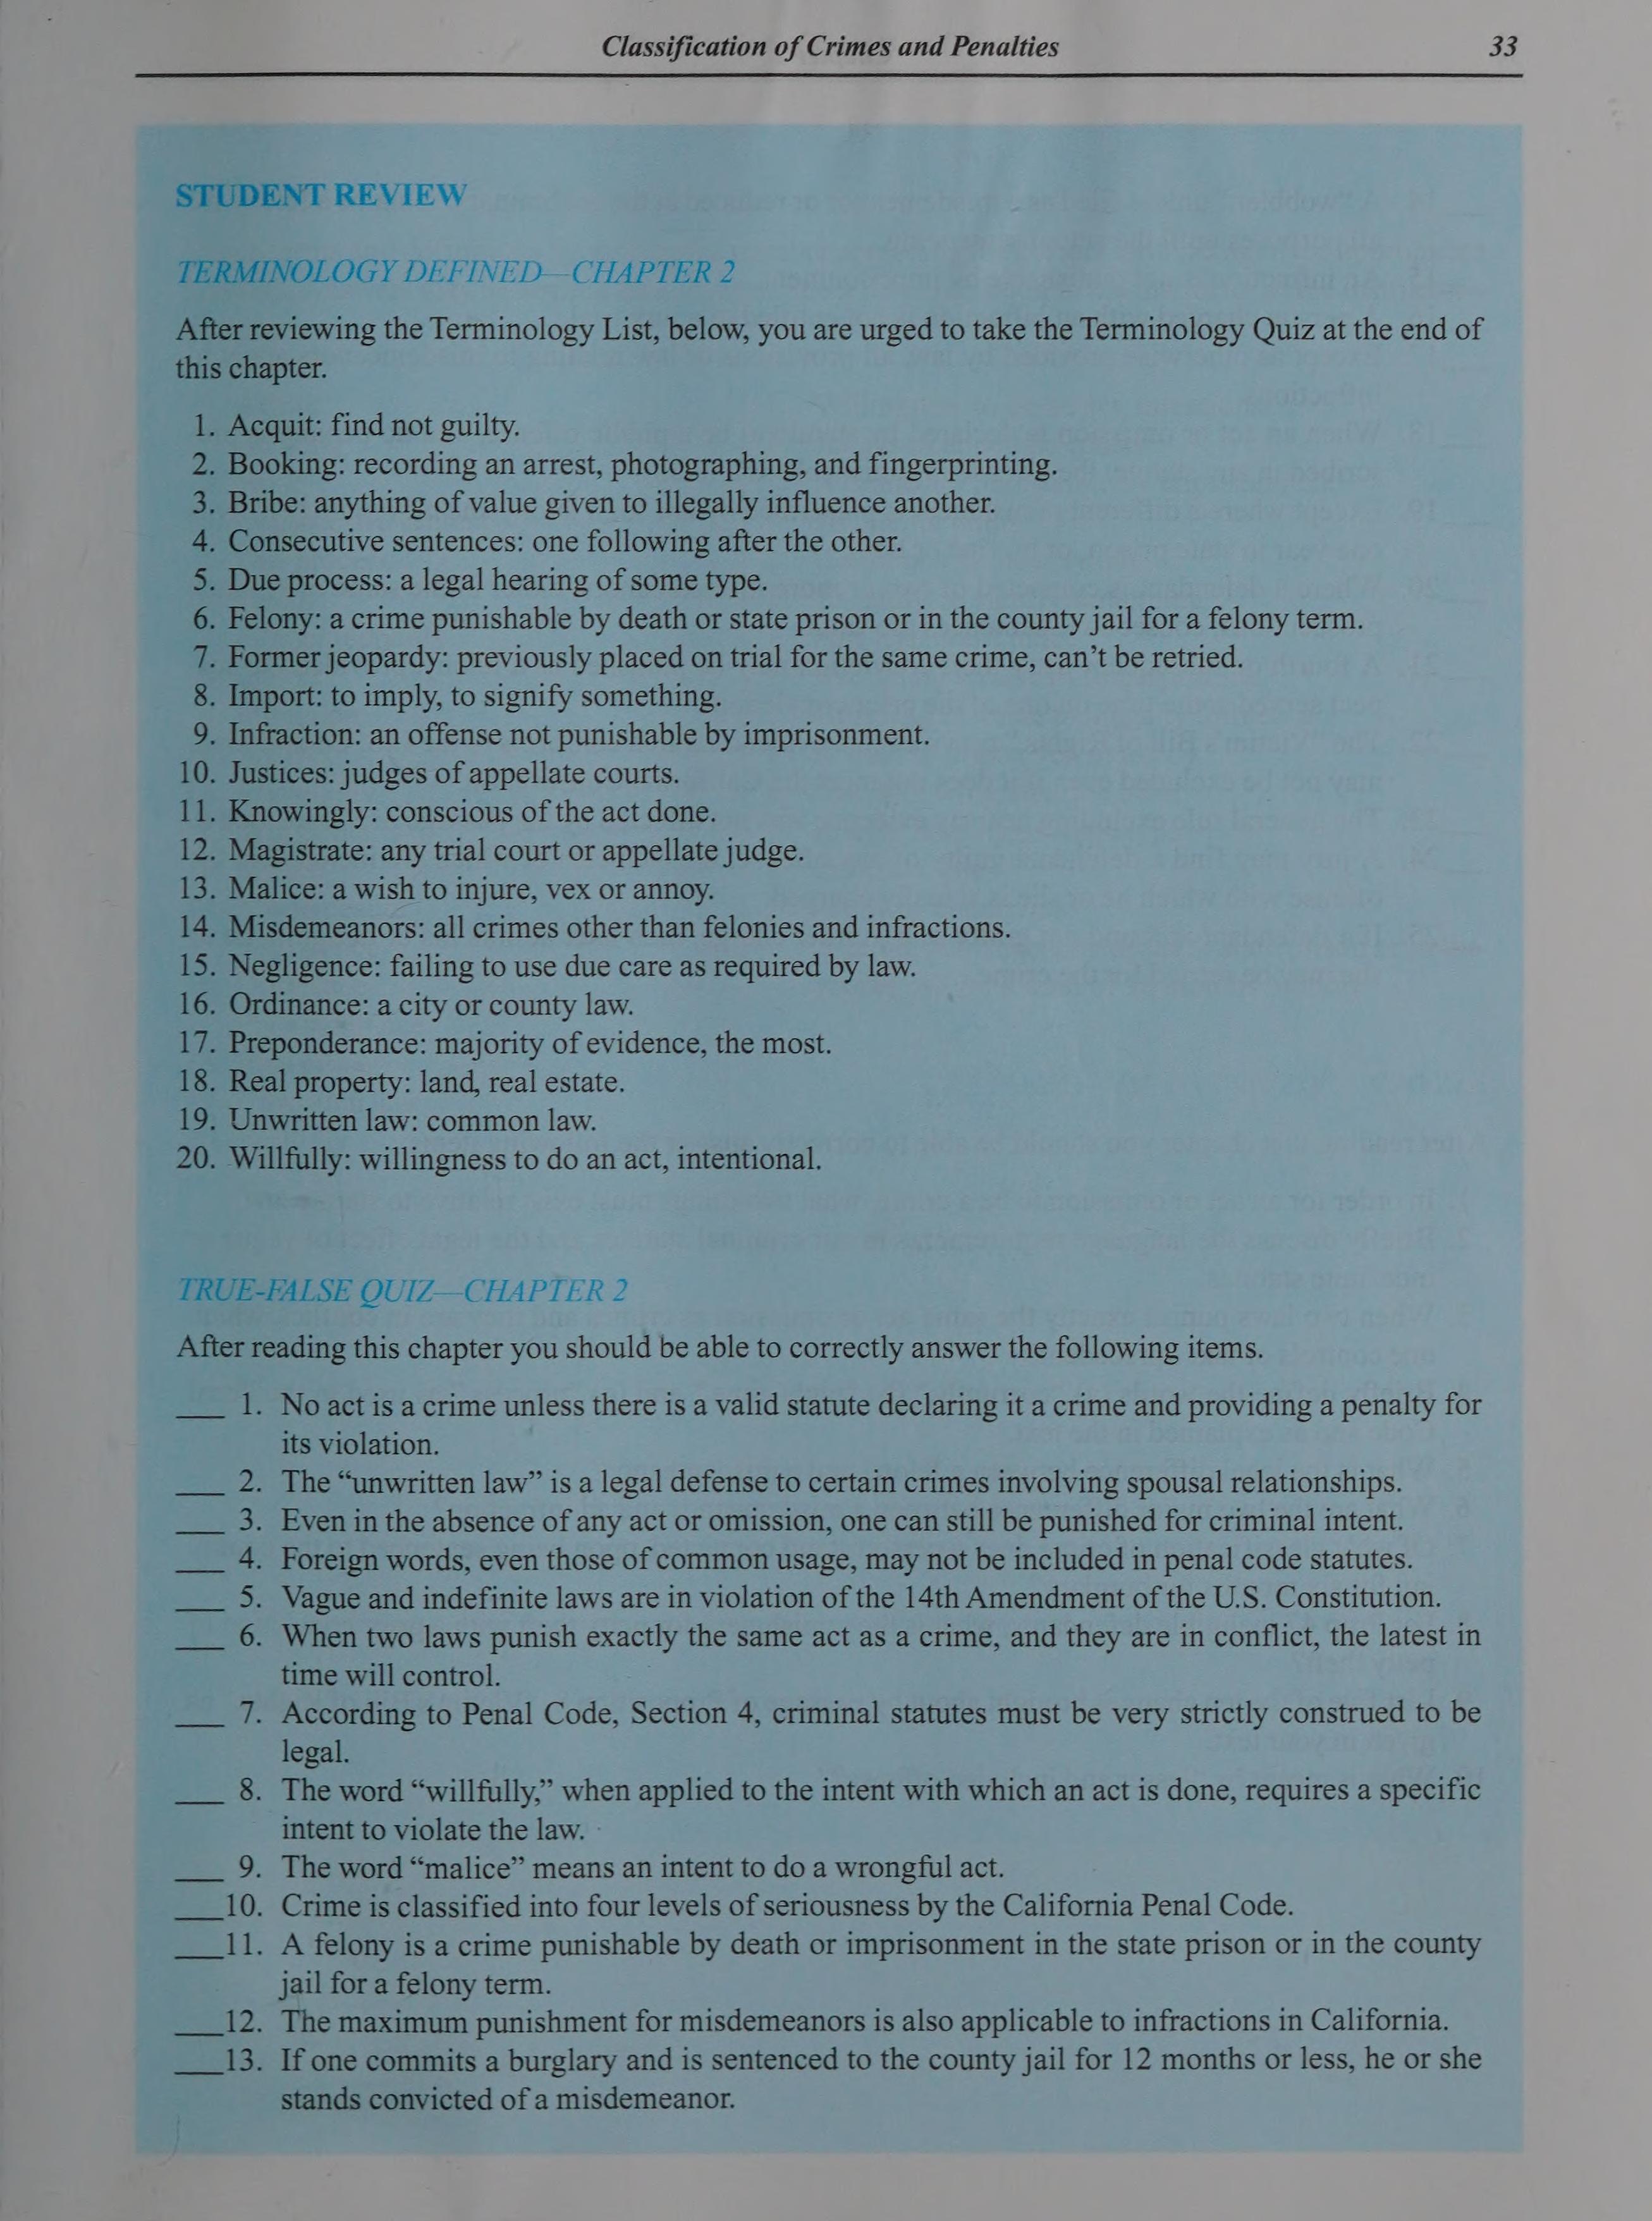 Classification of Crimes and Penalties 33
STUDENT REVIEW
TERMINOLOGY DEFINED—CHAPTER 2
After reviewing the Terminology List, below, you are urged to take the Terminology Quiz at the end of
this chapter.
1. Acquit: find not guilty.
2. Booking: recording an arrest, photographing, and fingerprinting.
3. Bribe: anything of value given to illegally influence another.
4. Consecutive sentences: one following after the other.
5. Due process: a legal hearing of some type.
6. Felony: a crime punishable by death or state prison or in the county jail for a felony term.
7. Former jeopardy: previously placed on trial for the same crime, can’t be retried.
8. Import: to imply, to signify something.
9. Infraction: an offense not punishable by imprisonment.
10. Justices: judges of appellate courts.
11. Knowingly: conscious of the act done.
12. Magistrate: any trial court or appellate judge.
13. Malice: a wish to injure, vex or annoy.
14. Misdemeanors: all crimes other than felonies and infractions.
15. Negligence: failing to use due care as required by law.
16. Ordinance: a city or county law.
17. Preponderance: majority of evidence, the most.
18. Real property: land, real estate.
19. Unwritten law: common law.
20. Willfully: willingness to do an act, intentional.
TRUE-FALSE QUIZ—CHAPTER 2
After reading this chapter you should be able to correctly answer the following items.
___ 1. No act is a crime unless there is a valid statute declaring it a crime and providing a penalty for
its violation.
___ 2. The “unwritten law” is a legal defense to certain crimes involving spousal relationships.
___ 3. Even in the absence of any act or omission, one can still be punished for criminal intent.
___ 4. Foreign words, even those of common usage, may not be included in penal code statutes.
___ 5. Vague and indefinite laws are in violation of the 14th Amendment of the U.S. Constitution.
___ 6. When two laws punish exactly the same act as a crime, and they are in conflict, the latest in
time will control.
___ 7. According to Penal Code, Section 4, criminal statutes must be very strictly construed to be
legal.
___ 8. The word “willfully,” when applied to the intent with which an act is done, requires a specific
intent to violate the law.
___ 9. The word “malice” means an intent to do a wrongful act.
___10. Crime is classified into four levels of seriousness by the California Penal Code.
___11. A felony is a crime punishable by death or imprisonment in the state prison or in the county
jail for a felony term.
___12. The maximum punishment for misdemeanors is also applicable to infractions in California.
___13. If one commits a burglary and is sentenced to the county jail for 12 months or less, he or she
stands convicted of a misdemeanor.